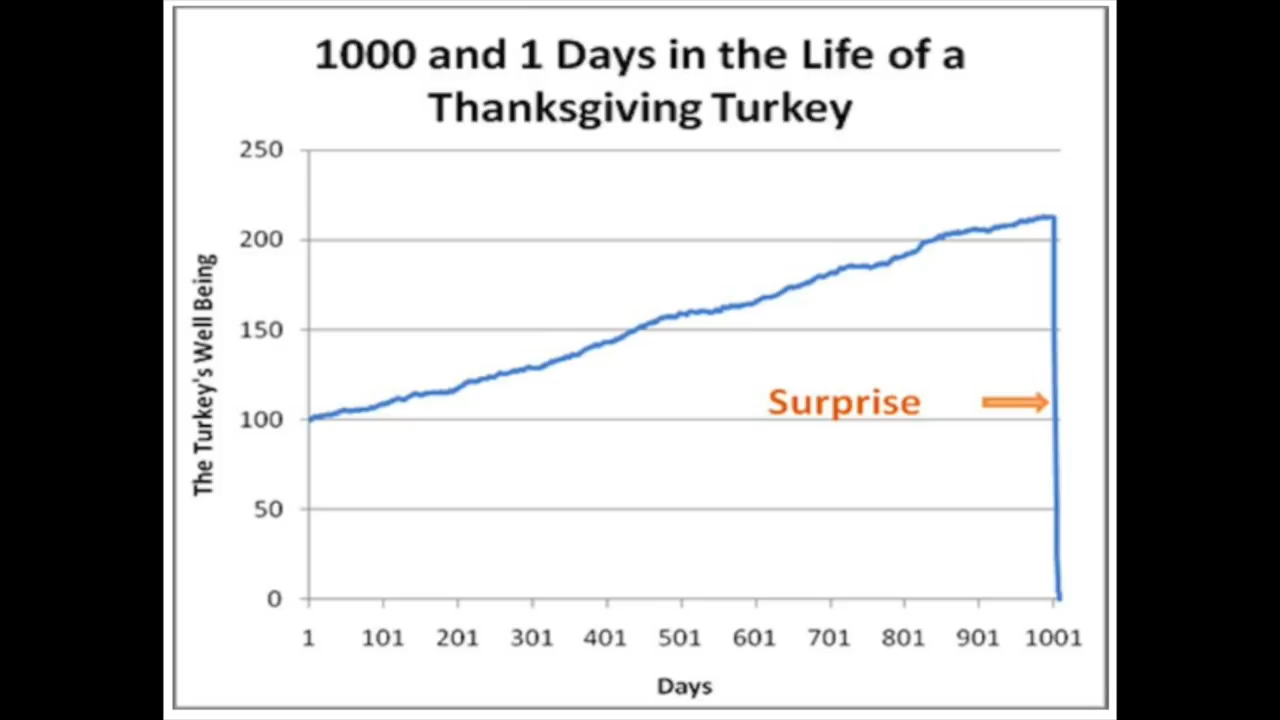 1000 and 1 Days in the Life of a
Thanksgiving Turkey
The Turkey's Well Being
250
200
150
100
50
0
Surprise
1 101 201 301 401 501 601 701 801 901 1001
Days